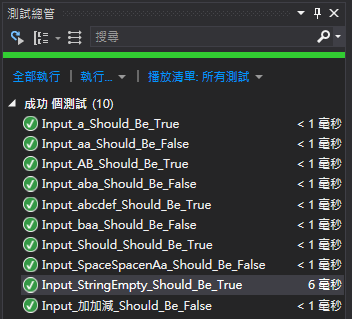 測試總管
搜尋
全部執行 | 執行... | 播放清單: 所有測試
成功 個測試 (10)
Input_a_Should_Be_True < 1 毫秒
Input_aa_Should_Be_False < 1 毫秒
Input_AB_Should_Be_True < 1 毫秒
Input_aba_Should_Be_False < 1 毫秒
Input_abcdef_Should_Be_True < 1 毫秒
Input_baa_Should_Be_False < 1 毫秒
Input_Should_Should_Be_True < 1 毫秒
Input_SpaceSpacenAa_Should_Be_False < 1 毫秒
Input_StringEmpty_Should_Be_True 6 毫秒
Input_加加減_Should_Be_False < 1 毫秒